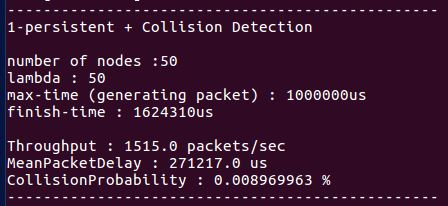 ------------------------------------------------
1-persistent + Collision Detection
number of nodes :50
lambda : 50
max-time (generating packet) : 1000000us
finish-time : 1624310us
Throughput : 1515.0 packets/sec
MeanPacketDelay : 271217.0 us
CollisionProbability : 0.008969963 %
------------------------------------------------